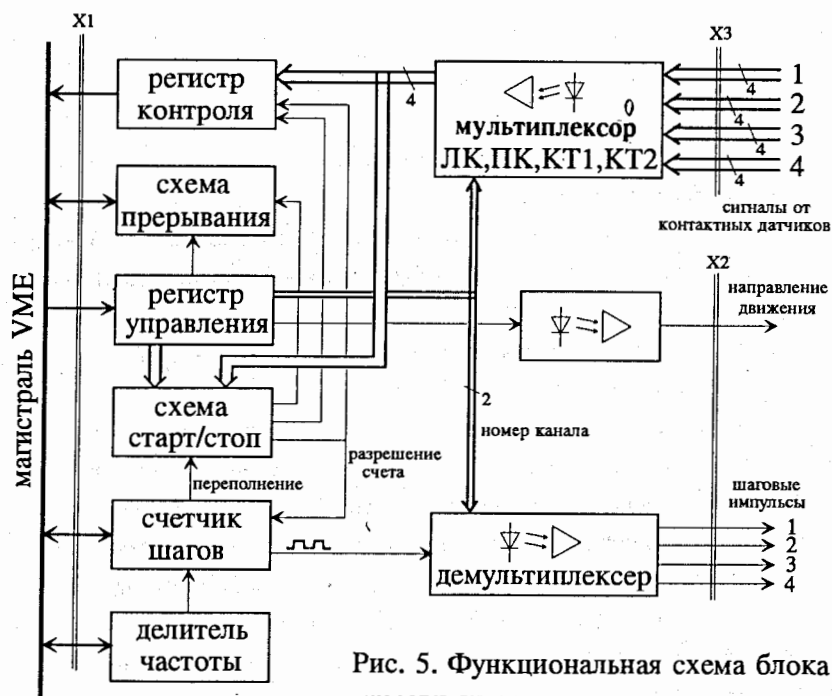 X1
X3
регистр
контроля
4
мультиплексор
ЛК,ПК,КТ1,КТ2
4
1
4
2
4
3
4
4
сигналы от
контактных датчиков
схема
прерывания
X2
регистр
управления
направление
движения
магистраль VME
схема
старт/стоп
2
номер канала
разрешение
счета
переполнение
счетчик
шагов
шаговые
импульсы
демультиплексер
1
2
3
4
делитель
частоты
Рис. 5. Функциональная схема блока